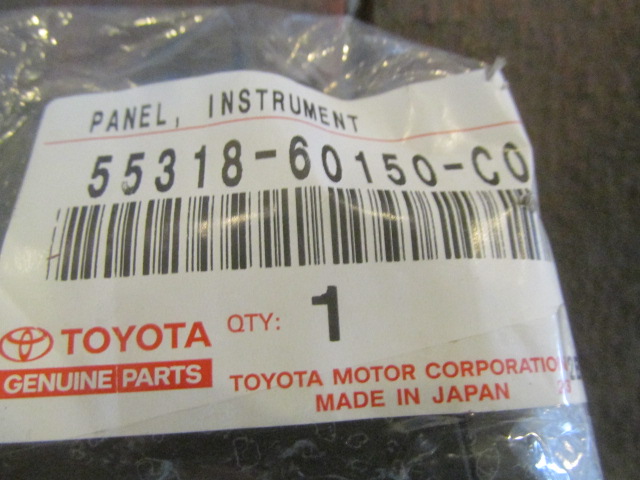 PANEL, INSTRUMENT
55318-60150-C0
TOYOTA QTY: 1
GENUINE PARTS
TOYOTA MOTOR CORPORATION
MADE IN JAPAN